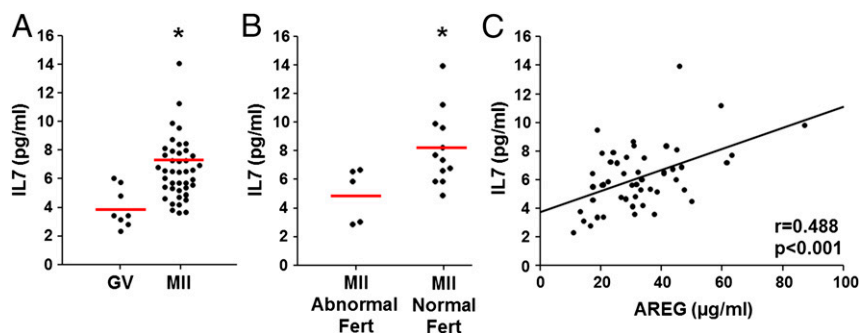 A
*
IL7 (pg/ml)
16
14
12
10
8
6
4
2
0
GV
MII
B
*
IL7 (pg/ml)
16
14
12
10
8
6
4
2
0
MII
Abnormal
Fert
MII
Normal
Fert
C
IL7 (pg/ml)
16
14
12
10
8
6
4
2
0
r=0.488
p<0.001
0
20
40
60
80
100
AREG (µg/ml)